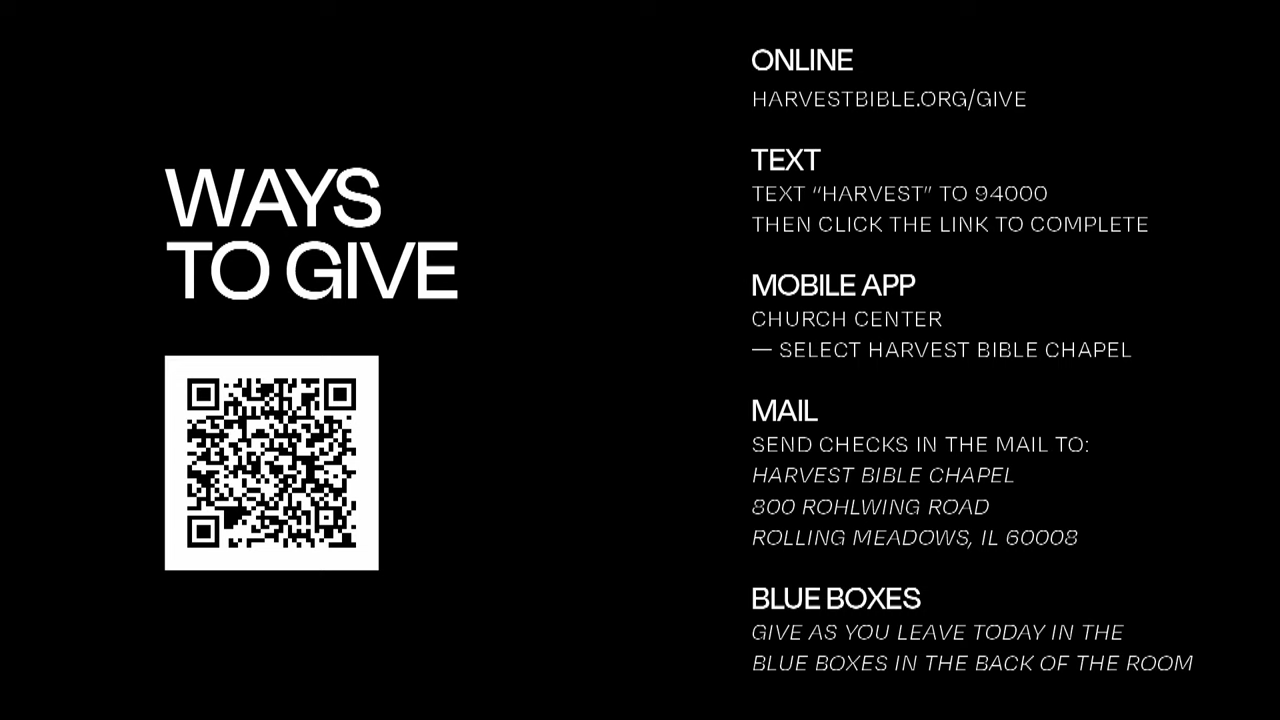 WAYS
TO GIVE
ONLINE
HARVESTBIBLE.ORG/GIVE
TEXT
TEXT “HARVEST” TO 94000
THEN CLICK THE LINK TO COMPLETE
MOBILE APP
CHURCH CENTER
— SELECT HARVEST BIBLE CHAPEL
MAIL
SEND CHECKS IN THE MAIL TO:
HARVEST BIBLE CHAPEL
800 ROHLWING ROAD
ROLLING MEADOWS, IL 60008
BLUE BOXES
GIVE AS YOU LEAVE TODAY IN THE
BLUE BOXES IN THE BACK OF THE ROOM